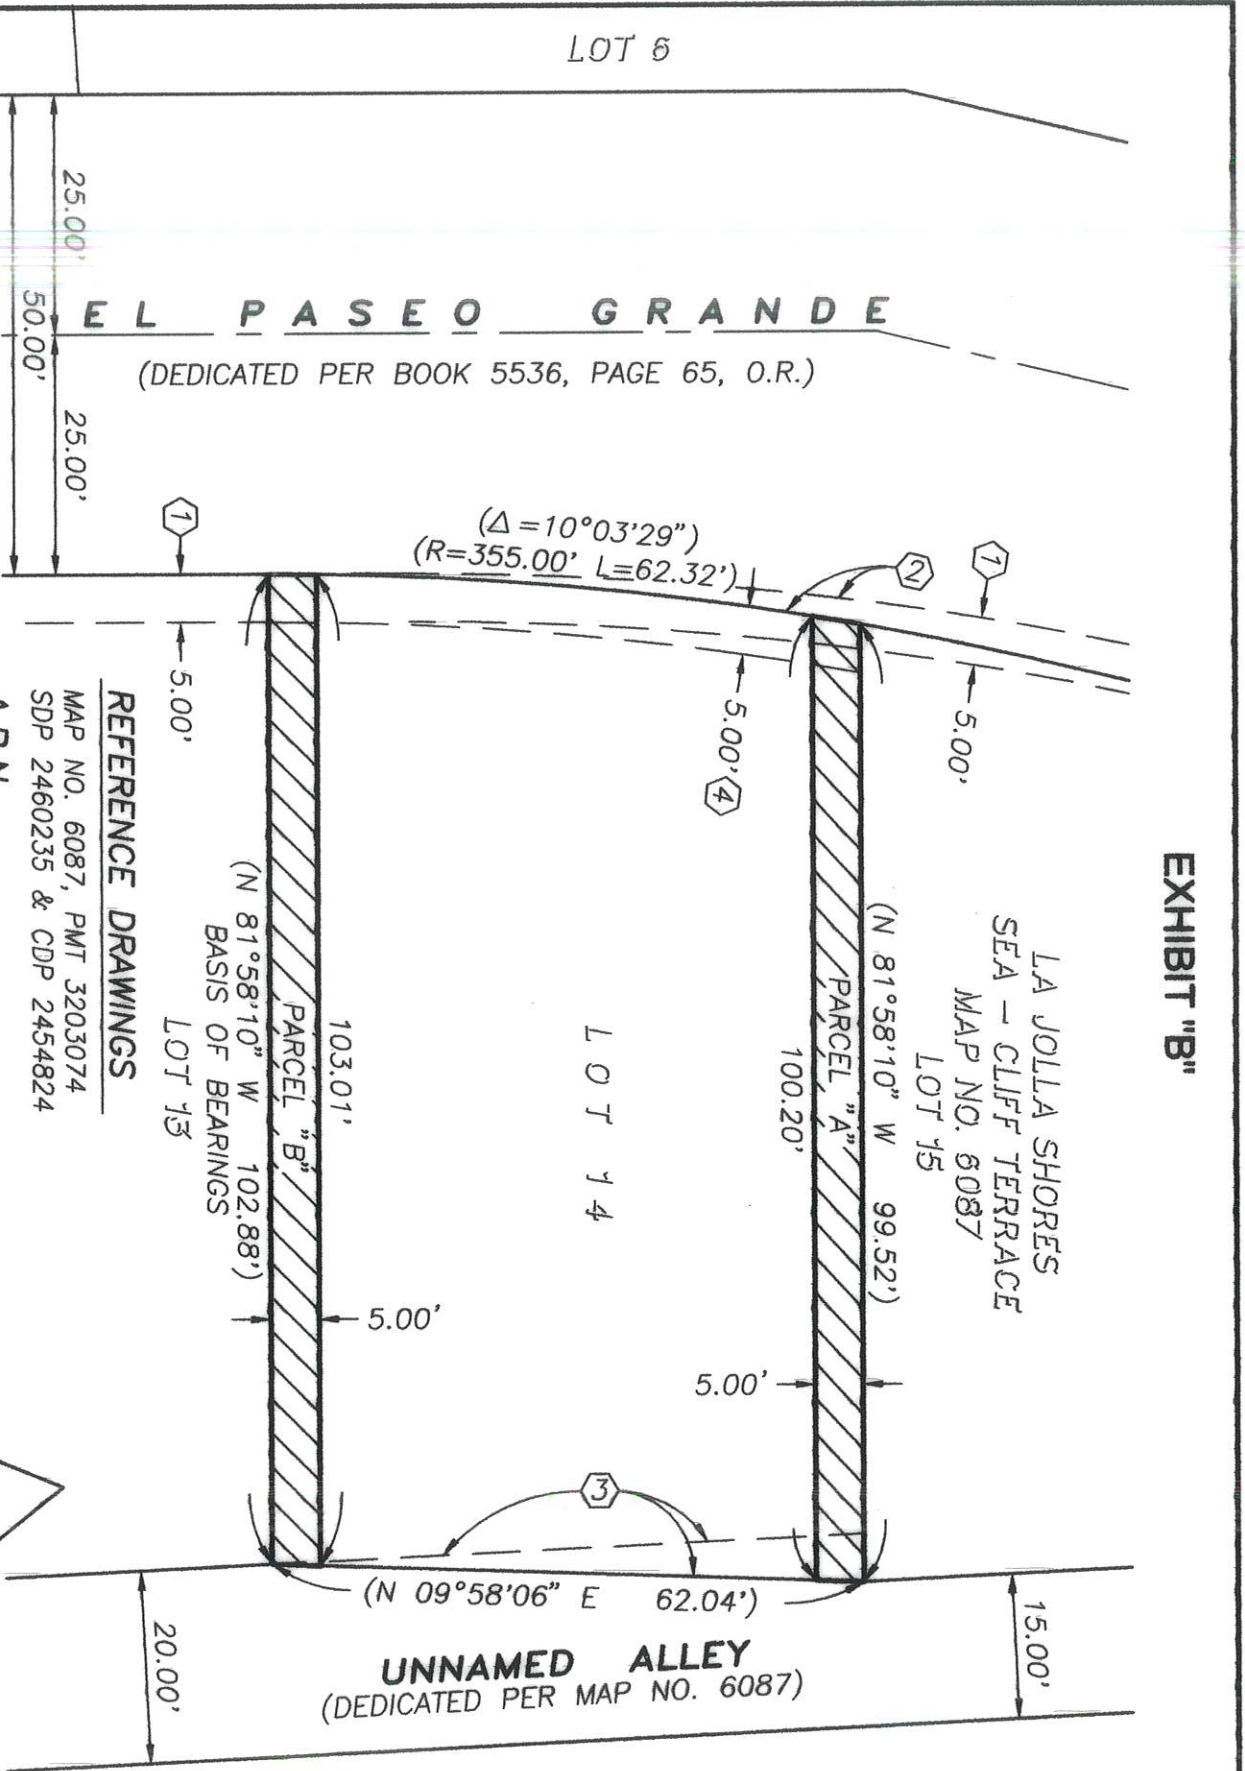 EXHIBIT "B"
LOT 6
25.00'
50.00'
25.00'
EL PASEO GRANDE
(DEDICATED PER BOOK 5536, PAGE 65, O.R.)
(Δ=10°03'29")
(R=355.00' L=62.32')
1
2
1
5.00'
5.00'
4
5.00'
LA JOLLA SHORES
SEA - CLIFF TERRACE
MAP NO. 6087
LOT 15
(N 81°58'10" W 99.52')
PARCEL "A"
100.20'
LOT 14
103.01'
PARCEL "B"
(N 81°58'10" W 102.88')
BASIS OF BEARINGS
LOT 13
REFERENCE DRAWINGS
MAP NO. 6087, PMT 3203074
SDP 2460235 & CDP 2454824
5.00'
5.00'
3
(N 09°58'06" E 62.04')
UNNAMED ALLEY
(DEDICATED PER MAP NO. 6087)
20.00'
15.00'